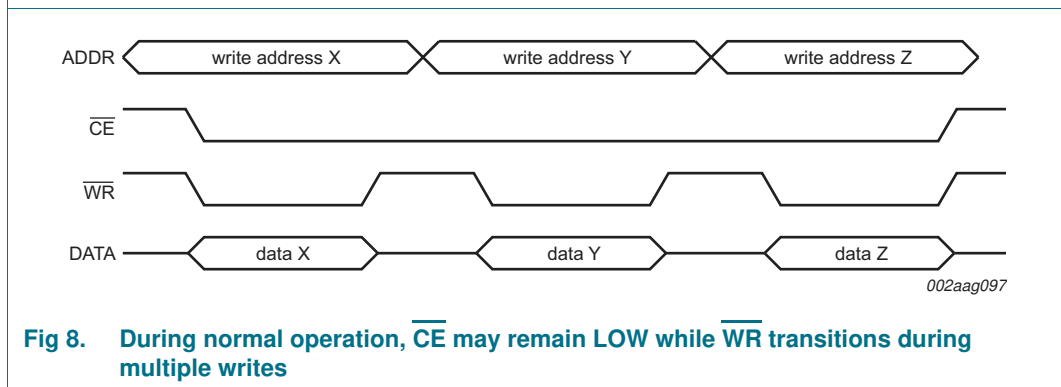 ADDR write address X write address Y write address Z
CE
WR
DATA data X data Y data Z
002aag097
Fig 8. During normal operation, CE may remain LOW while WR transitions during
multiple writes